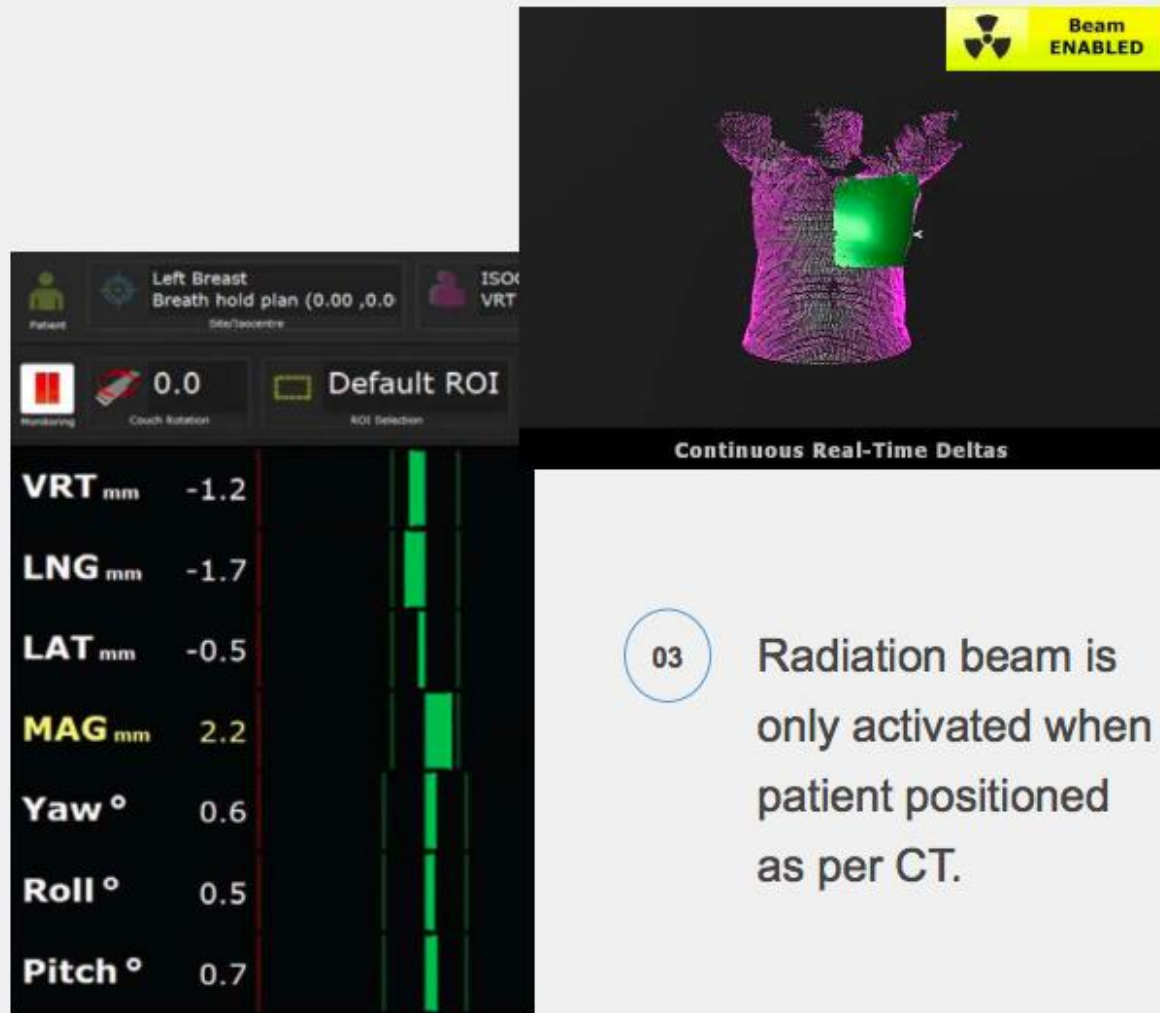 Beam
ENABLED
Continuous Real-Time Deltas
Patient
Left Breast
Breath hold plan (0.00 ,0.0
Site/Isocentre
ISO
VRT
Monitoring
0.0
Couch Rotation
Default ROI
ROI Selection
VRT mm -1.2
LNG mm -1.7
LAT mm -0.5
MAG mm 2.2
Yaw ° 0.6
Roll ° 0.5
Pitch ° 0.7
03
Radiation beam is
only activated when
patient positioned
as per CT.